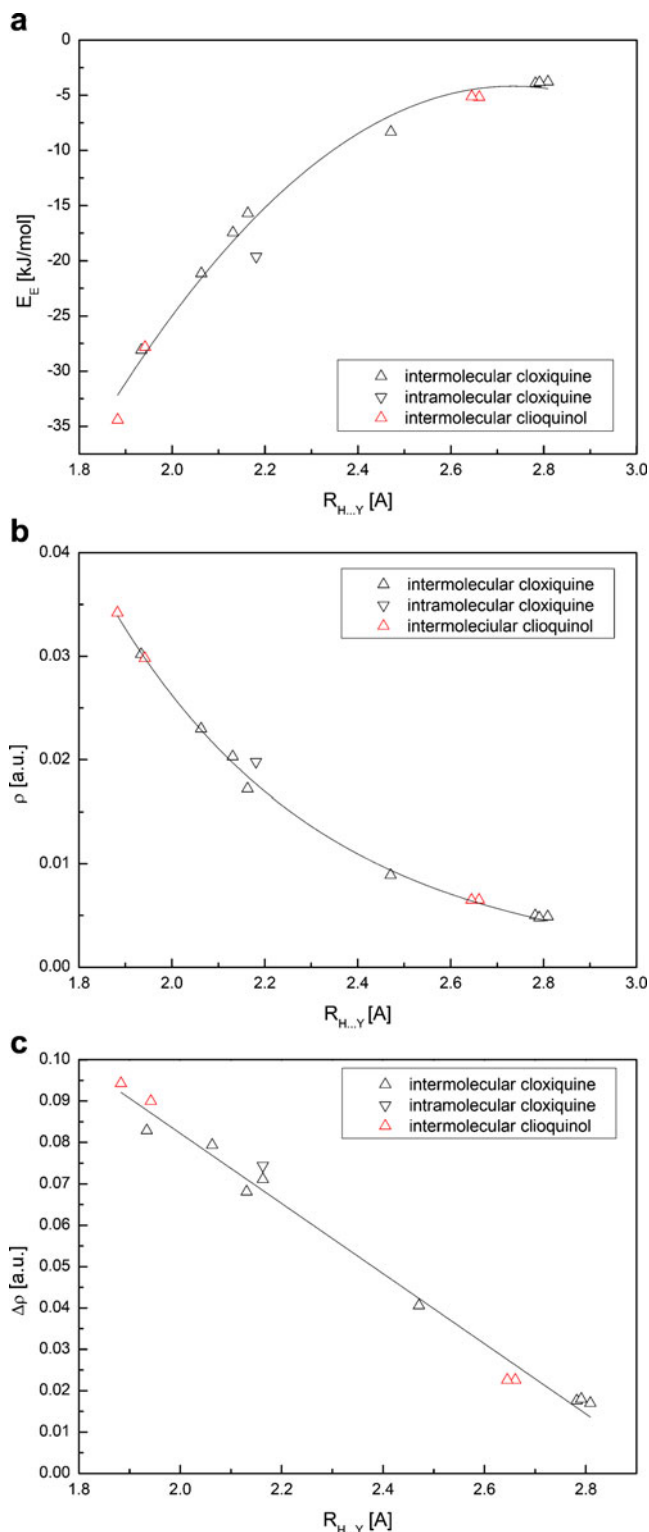 a
0
-5
-10
-15
-20
-25
-30
-35
E_E [kJ/mol]
intermolecular cloxiquine
intramolecular cloxiquine
intermolecular clioquinol
1.8 2.0 2.2 2.4 2.6 2.8 3.0
R_H...Y [A]
b
0.04
0.03
0.02
0.01
0.00
ρ [a.u.]
intermolecular cloxiquine
intramolecular cloxiquine
intermoleciular clioquinol
1.8 2.0 2.2 2.4 2.6 2.8 3.0
R_H...Y [A]
c
0.10
0.09
0.08
0.07
0.06
0.05
0.04
0.03
0.02
0.01
0.00
Δρ [a.u.]
intermolecular cloxiquine
intramolecular cloxiquine
intermolecular clioquinol
1.8 2.0 2.2 2.4 2.6 2.8
R_H...Y [A]